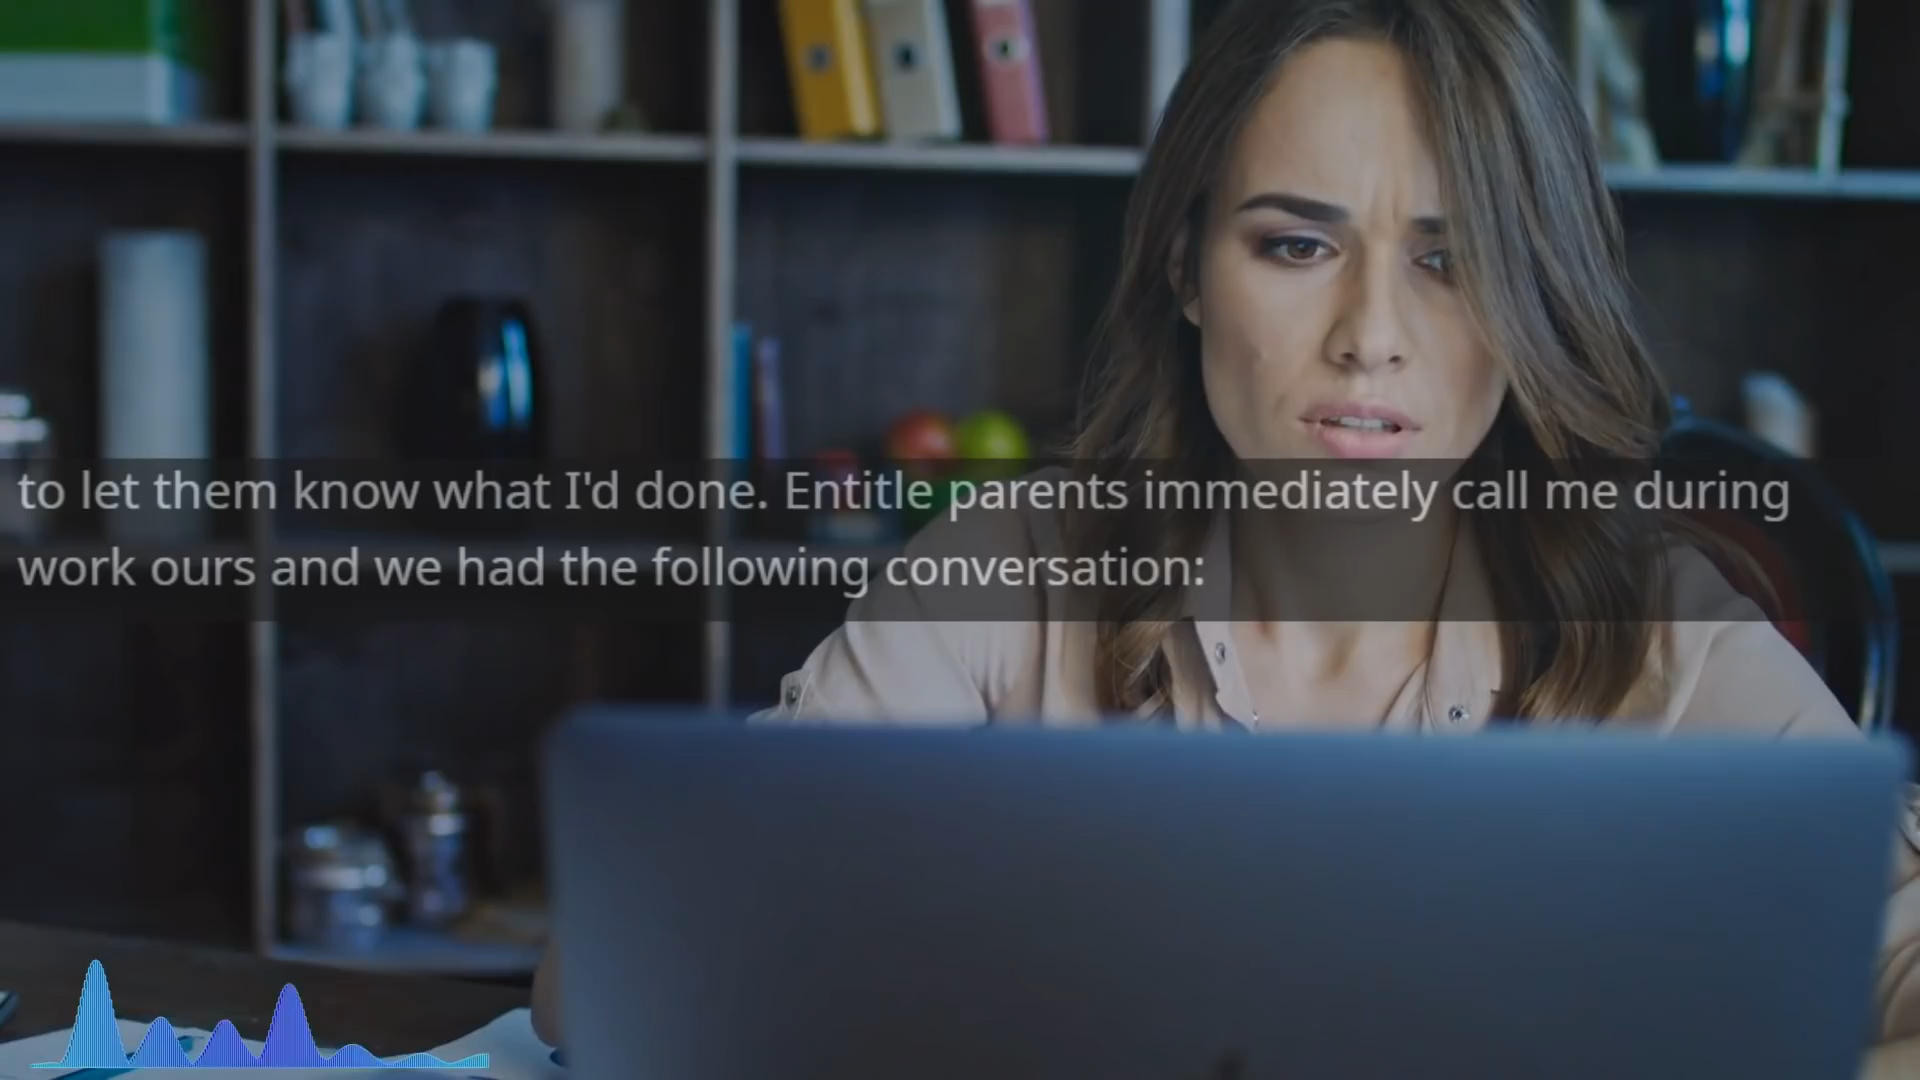 to let them know what I'd done. Entitle parents immediately call me during
work ours and we had the following conversation: